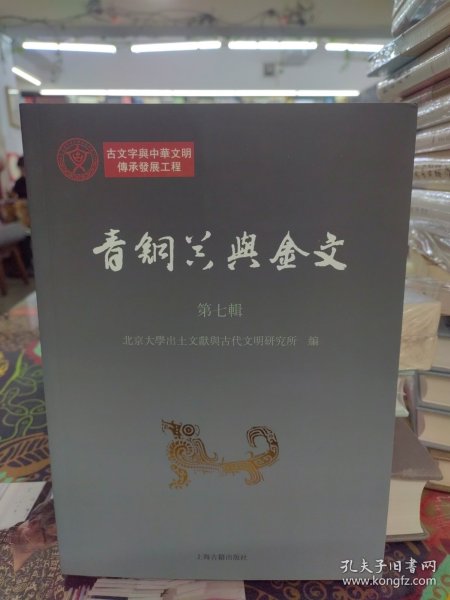 古文字與中華文明
傳承發展工程
青銅器與金文
第七輯
北京大學出土文獻與古代文明研究所 編
上海古籍出版社
孔夫子旧书网
www.kongfz.com